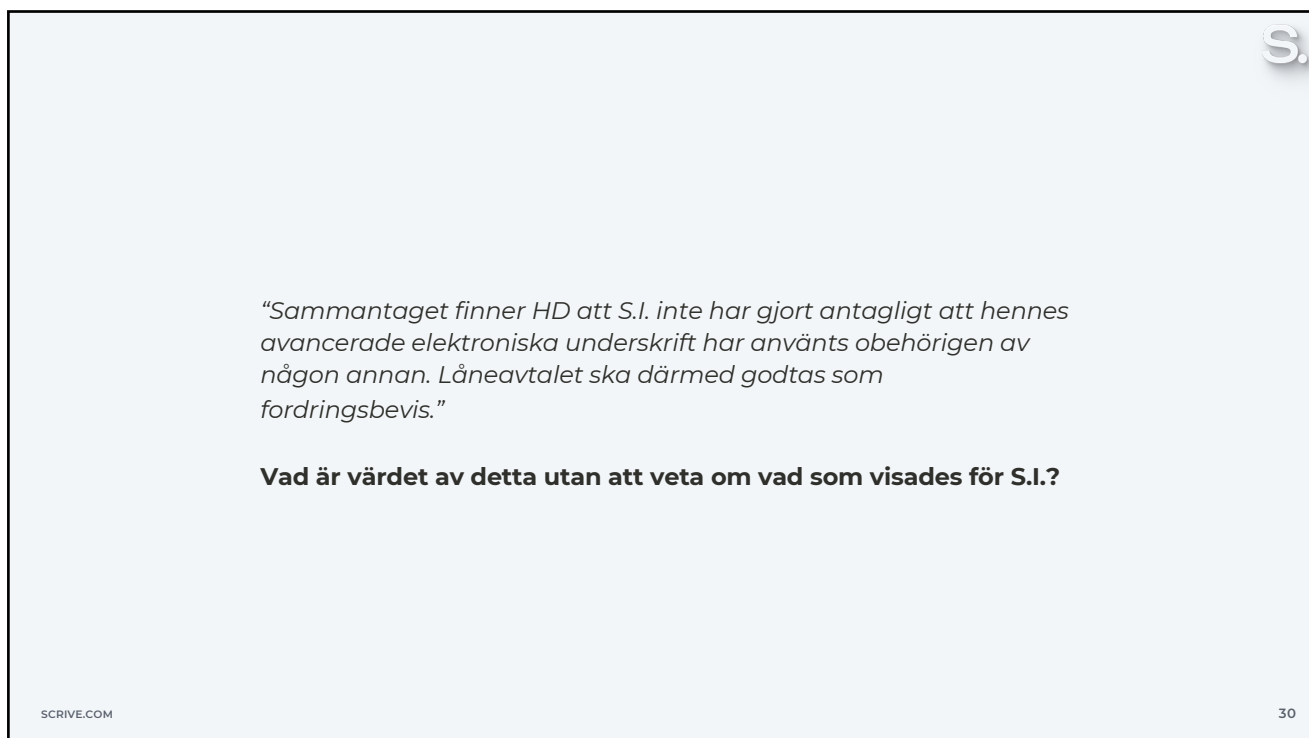 S.
“Sammantaget finner HD att S.I. inte har gjort antagligt att hennes
avancerade elektroniska underskrift har använts obehörigen av
någon annan. Låneavtalet ska därmed godtas som
fordringsbevis.”
Vad är värdet av detta utan att veta om vad som visades för S.I.?
SCRIVE.COM
30